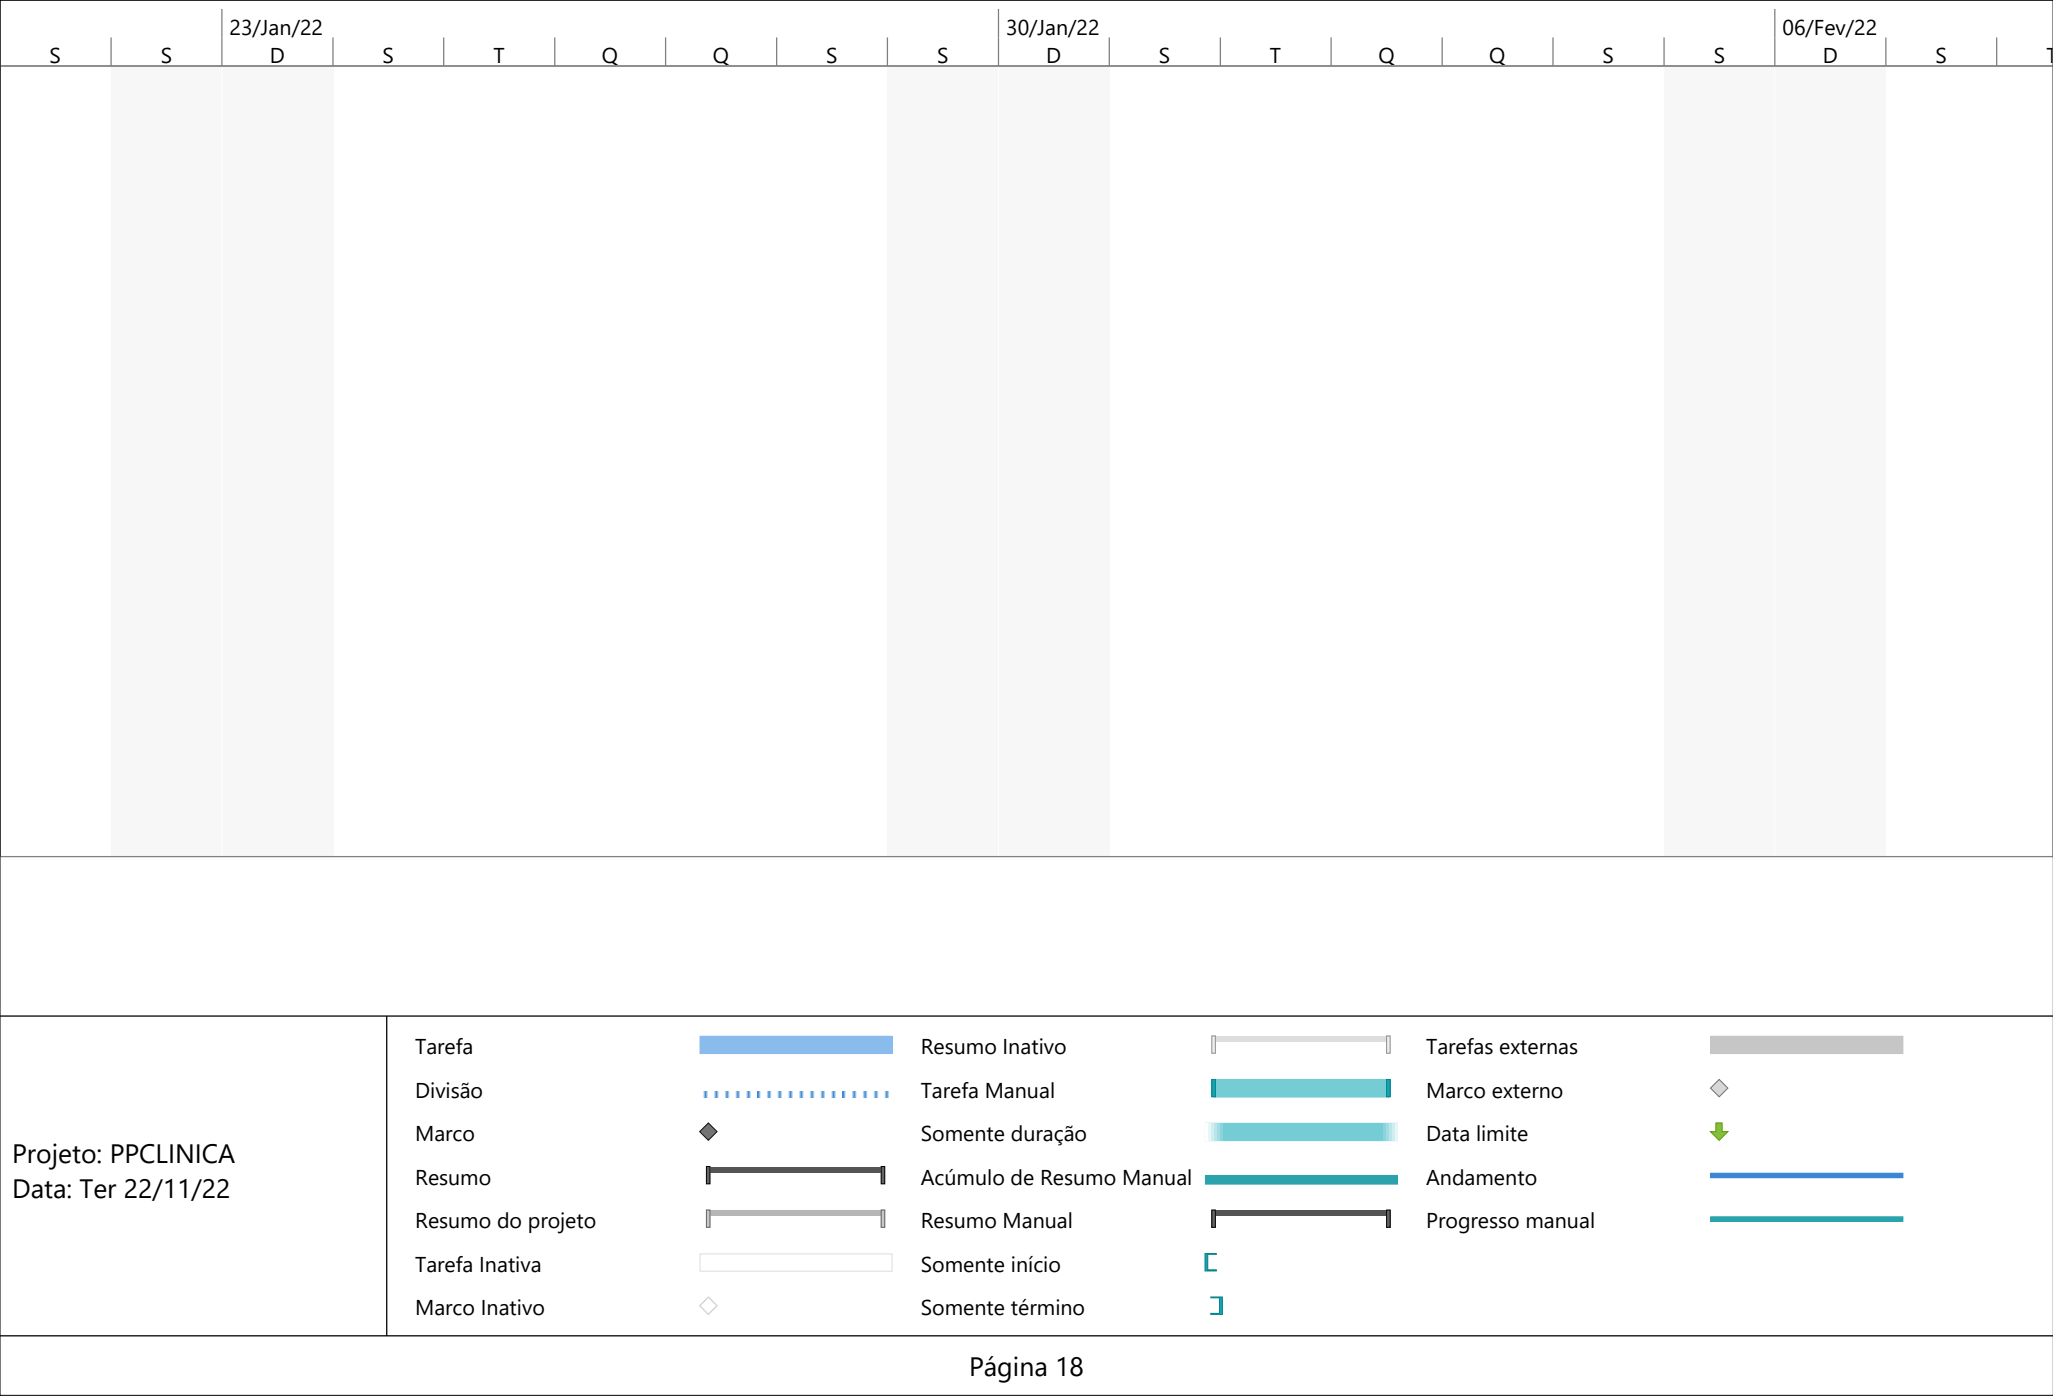 23/Jan/22 30/Jan/22 06/Fev/22
S S D S T Q Q S S D S T Q Q S S D S T
Tarefa
Divisão
Marco
Resumo
Resumo do projeto
Tarefa Inativa
Marco Inativo
Resumo Inativo
Tarefa Manual
Somente duração
Acúmulo de Resumo Manual
Resumo Manual
Somente início
Somente término
Tarefas externas
Marco externo
Data limite
Andamento
Progresso manual
Projeto: PPCLINICA
Data: Ter 22/11/22
Página 18